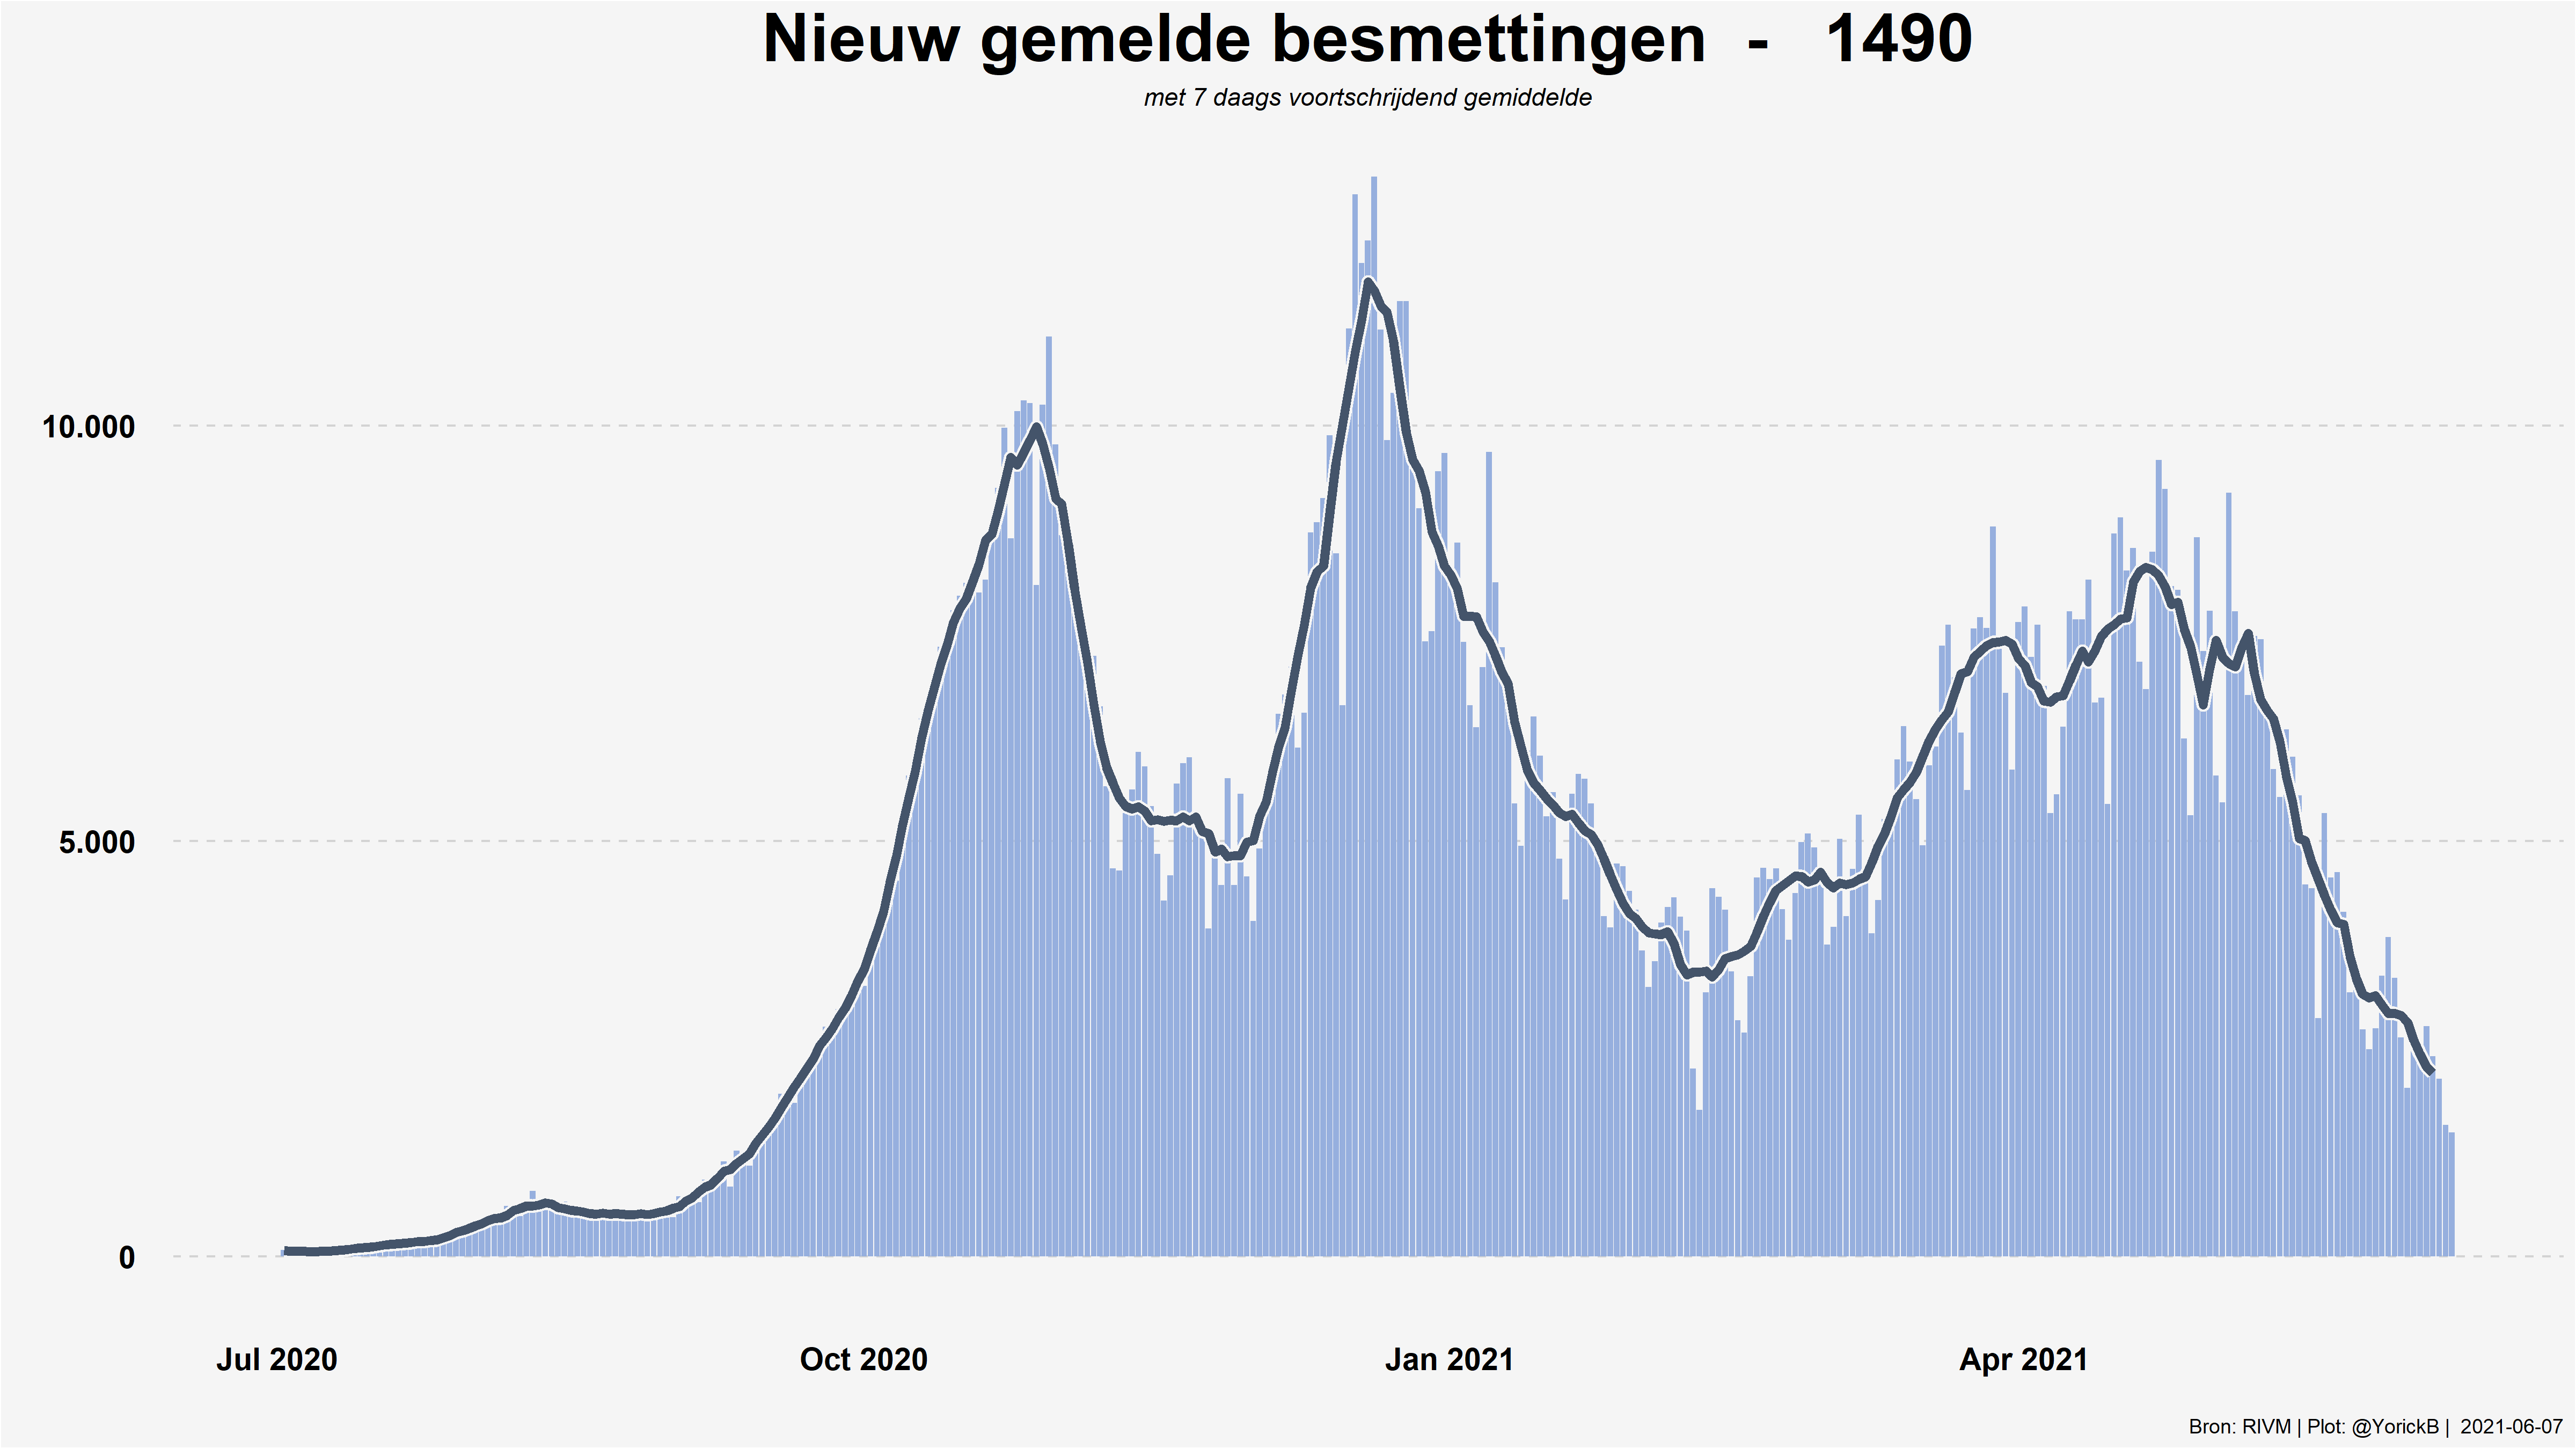 Nieuw gemelde besmettingen - 1490
met 7 daags voortschrijdend gemiddelde
10.000
5.000
0
Jul 2020
Oct 2020
Jan 2021
Apr 2021
Bron: RIVM | Plot: @YorickB | 2021-06-07